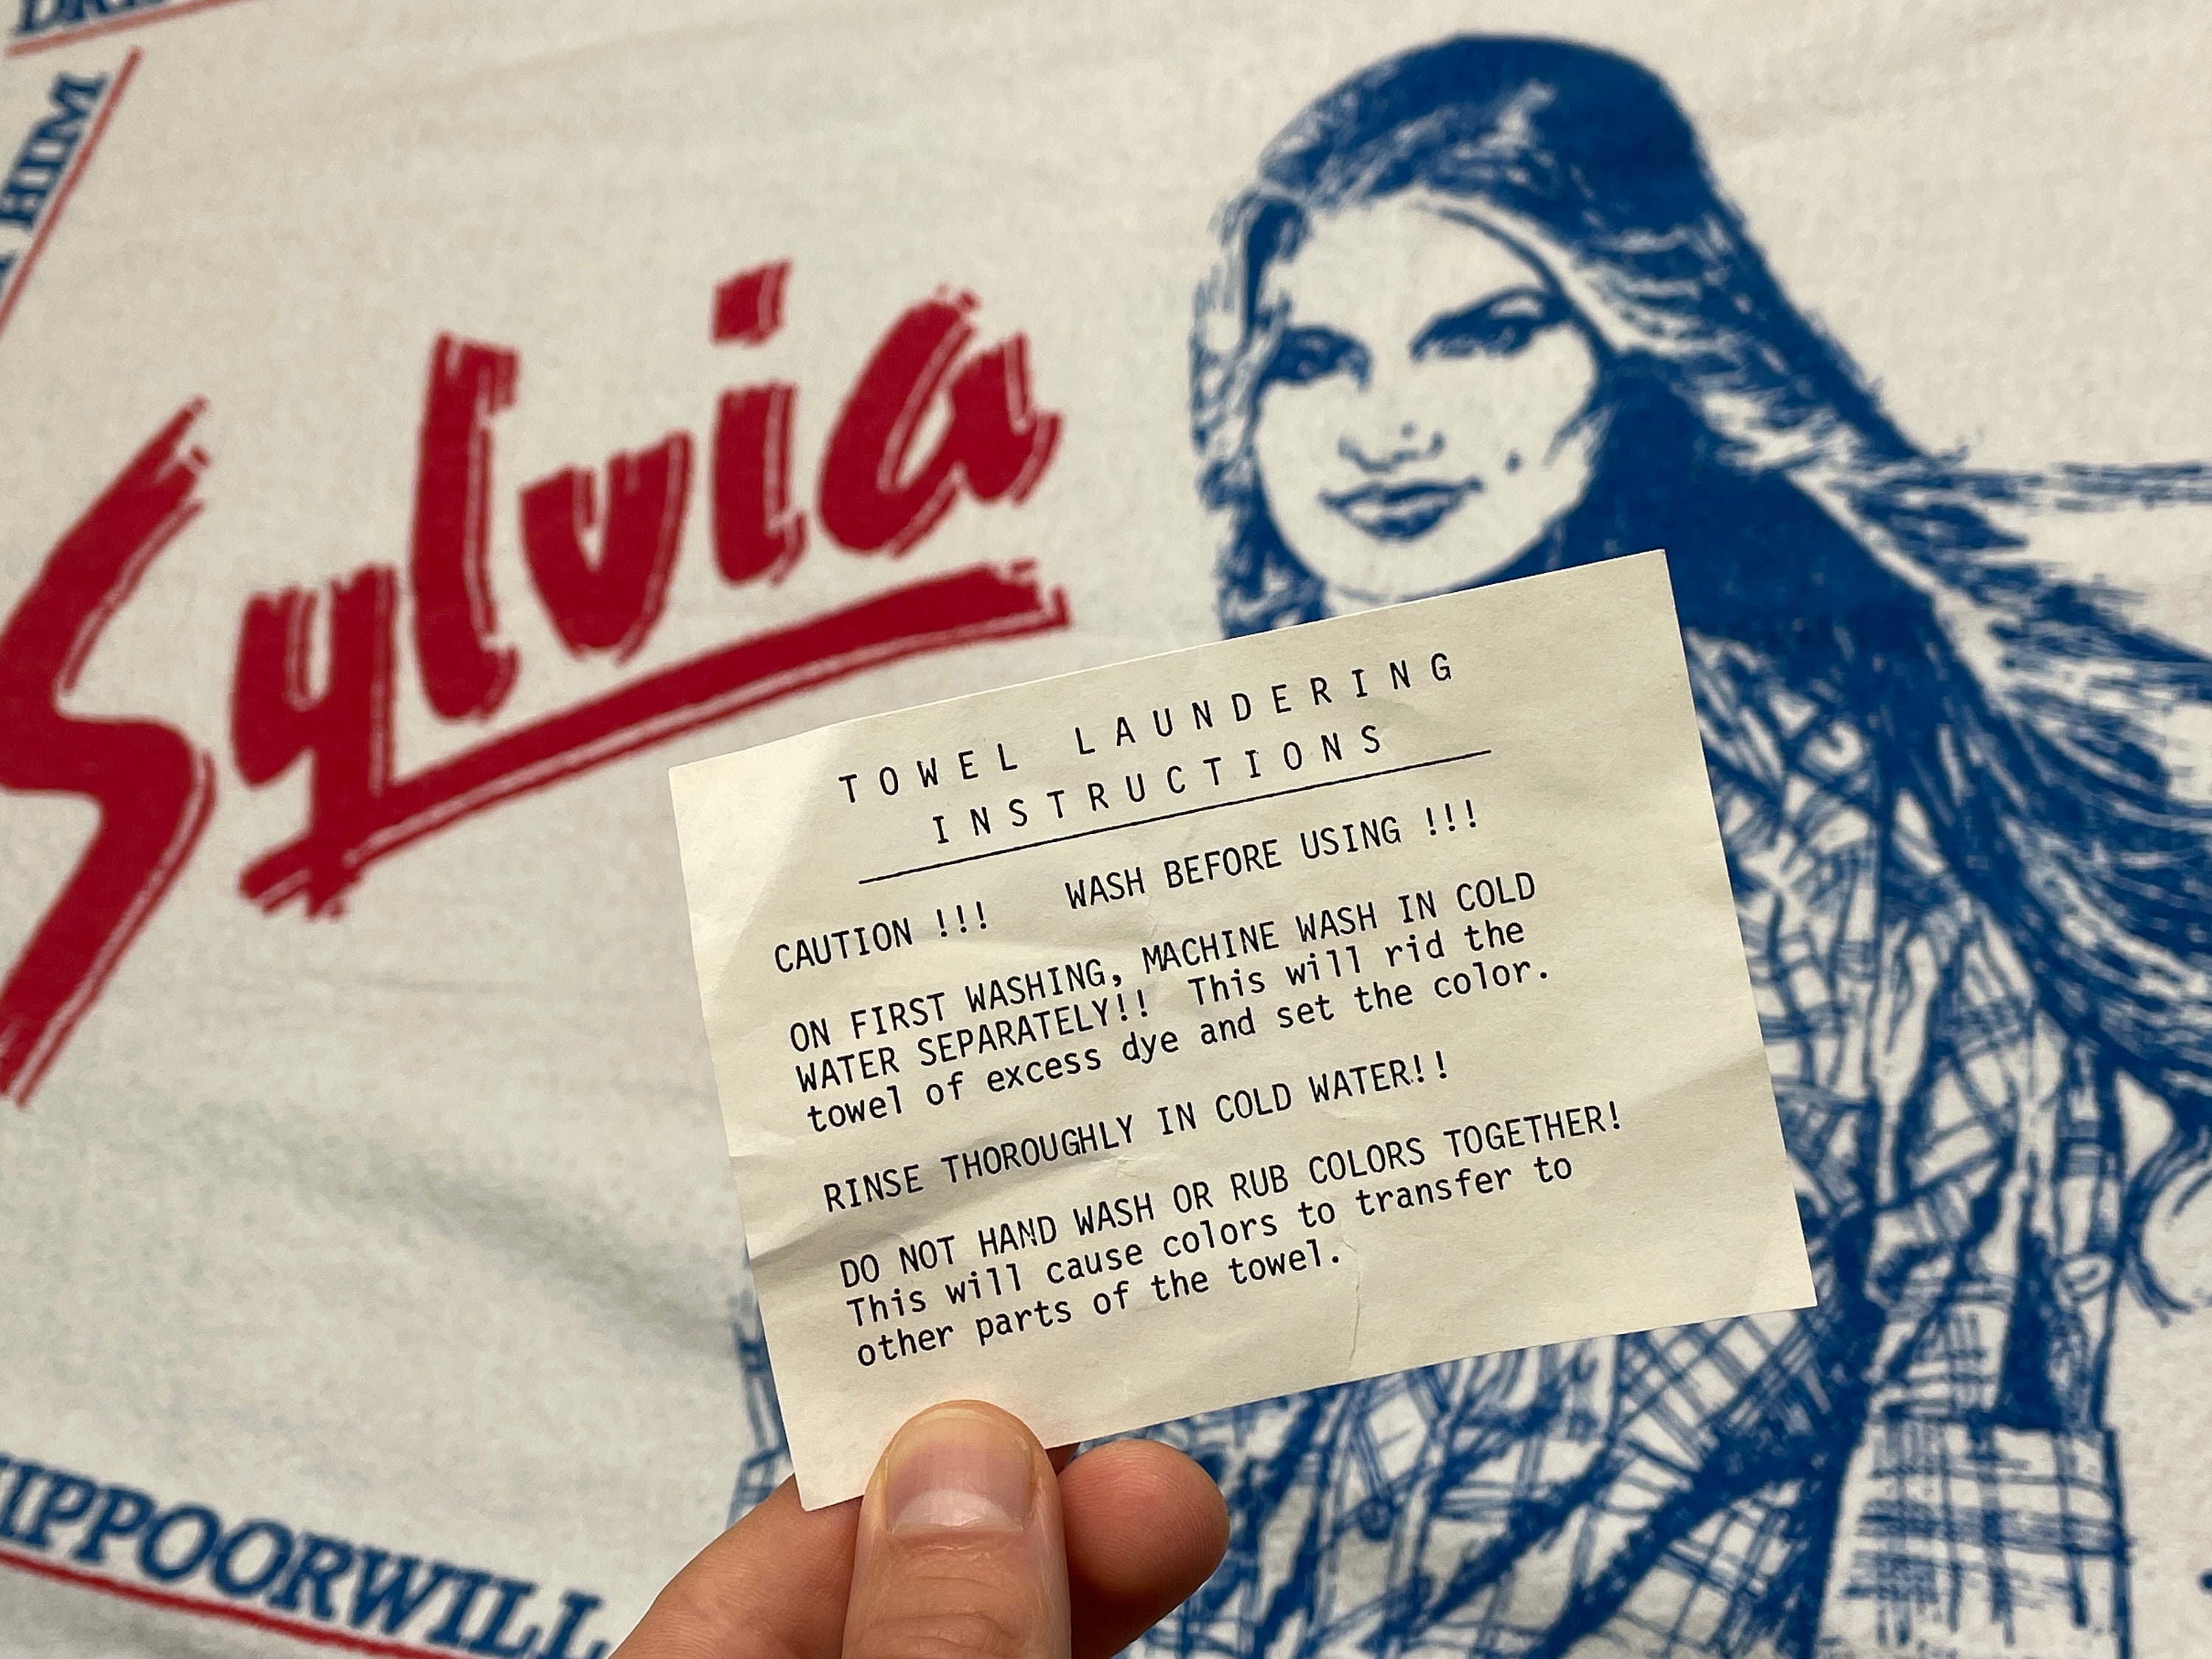 HIM
Sylvia
TOWEL LAUNDERING
INSTRUCTIONS
CAUTION !!! WASH BEFORE USING !!!
ON FIRST WASHING, MACHINE WASH IN COLD
WATER SEPARATELY!! This will rid the
towel of excess dye and set the color.
RINSE THOROUGHLY IN COLD WATER!!
DO NOT HAND WASH OR RUB COLORS TOGETHER!
This will cause colors to transfer to
other parts of the towel.
IPPOORWILL